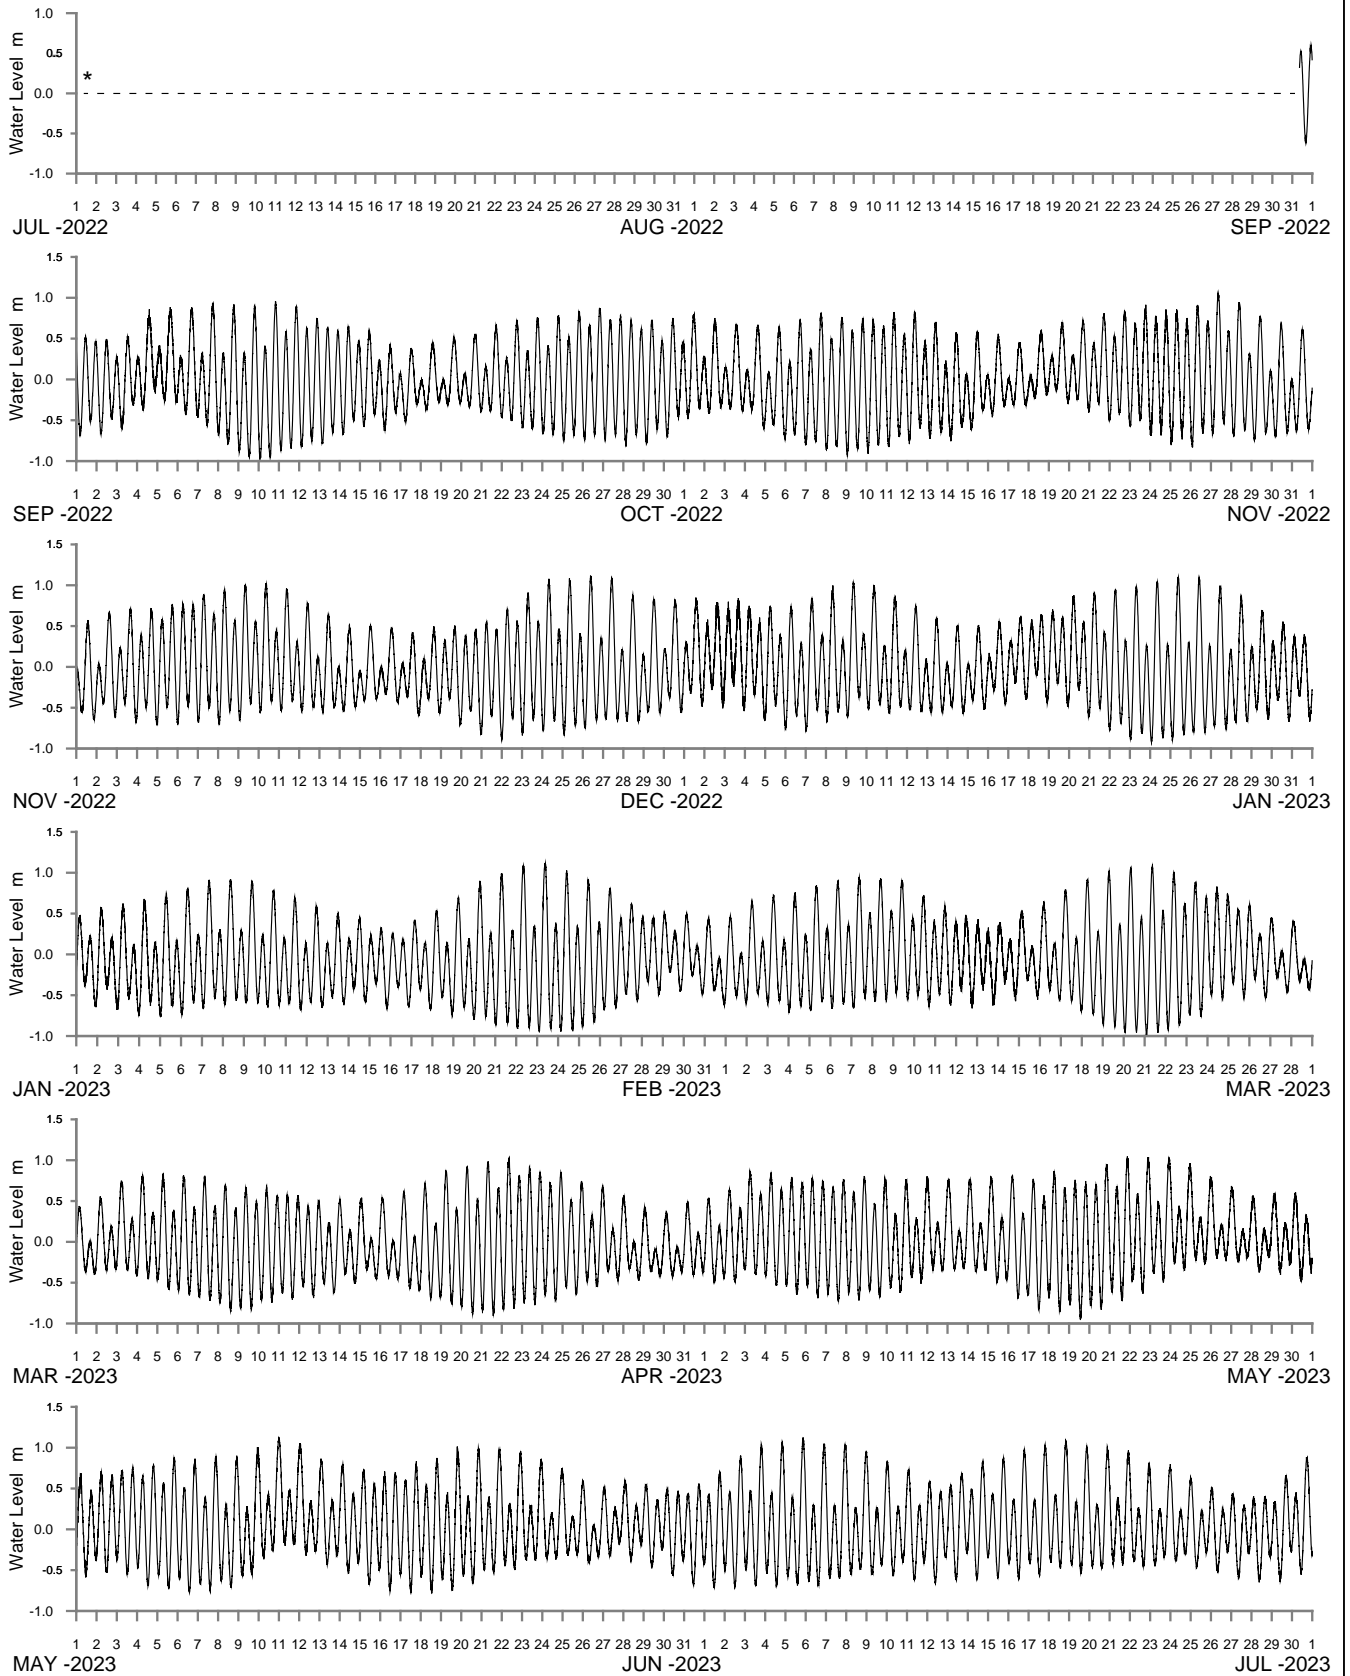 1.0
0.5
0.0
-0.5
-1.0
Water Level m
*
1 2 3 4 5 6 7 8 9 10 11 12 13 14 15 16 17 18 19 20 21 22 23 24 25 26 27 28 29 30 31 1 2 3 4 5 6 7 8 9 10 11 12 13 14 15 16 17 18 19 20 21 22 23 24 25 26 27 28 29 30 31 1
JUL -2022 AUG -2022 SEP -2022
1.5
1.0
0.5
0.0
-0.5
-1.0
Water Level m
1 2 3 4 5 6 7 8 9 10 11 12 13 14 15 16 17 18 19 20 21 22 23 24 25 26 27 28 29 30 1 2 3 4 5 6 7 8 9 10 11 12 13 14 15 16 17 18 19 20 21 22 23 24 25 26 27 28 29 30 31 1
SEP -2022 OCT -2022 NOV -2022
1.5
1.0
0.5
0.0
-0.5
-1.0
Water Level m
1 2 3 4 5 6 7 8 9 10 11 12 13 14 15 16 17 18 19 20 21 22 23 24 25 26 27 28 29 30 1 2 3 4 5 6 7 8 9 10 11 12 13 14 15 16 17 18 19 20 21 22 23 24 25 26 27 28 29 30 31 1
NOV -2022 DEC -2022 JAN -2023
1.5
1.0
0.5
0.0
-0.5
-1.0
Water Level m
1 2 3 4 5 6 7 8 9 10 11 12 13 14 15 16 17 18 19 20 21 22 23 24 25 26 27 28 29 30 31 1 2 3 4 5 6 7 8 9 10 11 12 13 14 15 16 17 18 19 20 21 22 23 24 25 26 27 28 1
JAN -2023 FEB -2023 MAR -2023
1.5
1.0
0.5
0.0
-0.5
-1.0
Water Level m
1 2 3 4 5 6 7 8 9 10 11 12 13 14 15 16 17 18 19 20 21 22 23 24 25 26 27 28 29 30 31 1 2 3 4 5 6 7 8 9 10 11 12 13 14 15 16 17 18 19 20 21 22 23 24 25 26 27 28 29 30 1
MAR -2023 APR -2023 MAY -2023
1.5
1.0
0.5
0.0
-0.5
-1.0
Water Level m
1 2 3 4 5 6 7 8 9 10 11 12 13 14 15 16 17 18 19 20 21 22 23 24 25 26 27 28 29 30 31 1 2 3 4 5 6 7 8 9 10 11 12 13 14 15 16 17 18 19 20 21 22 23 24 25 26 27 28 29 30 1
MAY -2023 JUN -2023 JUL -2023